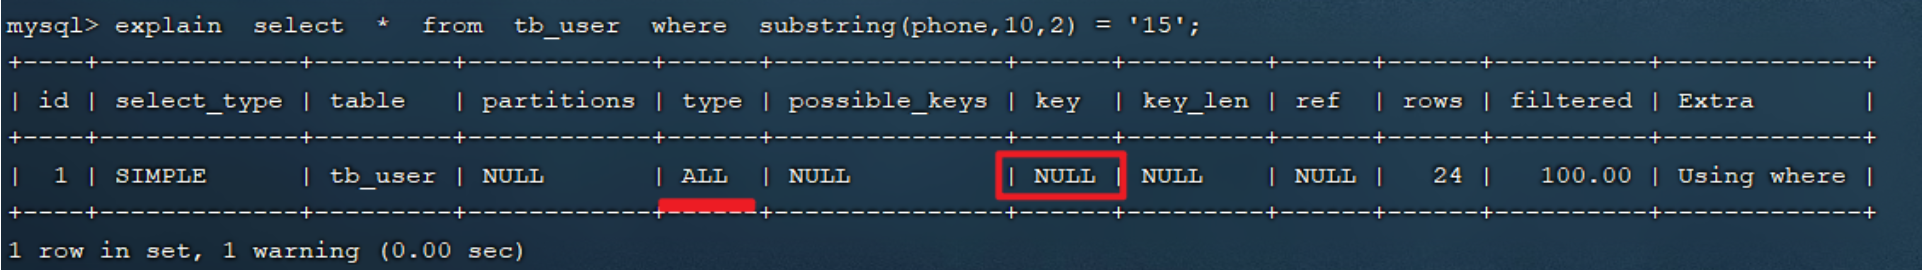 mysql> explain select * from tb_user where substring(phone,10,2) = '15';
+----+-------------+---------+------------+------+---------------+------+---------+------+------+----------+-------------+
| id | select_type | table | partitions | type | possible_keys | key | key_len | ref | rows | filtered | Extra |
+----+-------------+---------+------------+------+---------------+------+---------+------+------+----------+-------------+
| 1 | SIMPLE | tb_user | NULL | ALL | NULL | NULL | NULL | NULL | 24 | 100.00 | Using where |
+----+-------------+---------+------------+------+---------------+------+---------+------+------+----------+-------------+
1 row in set, 1 warning (0.00 sec)